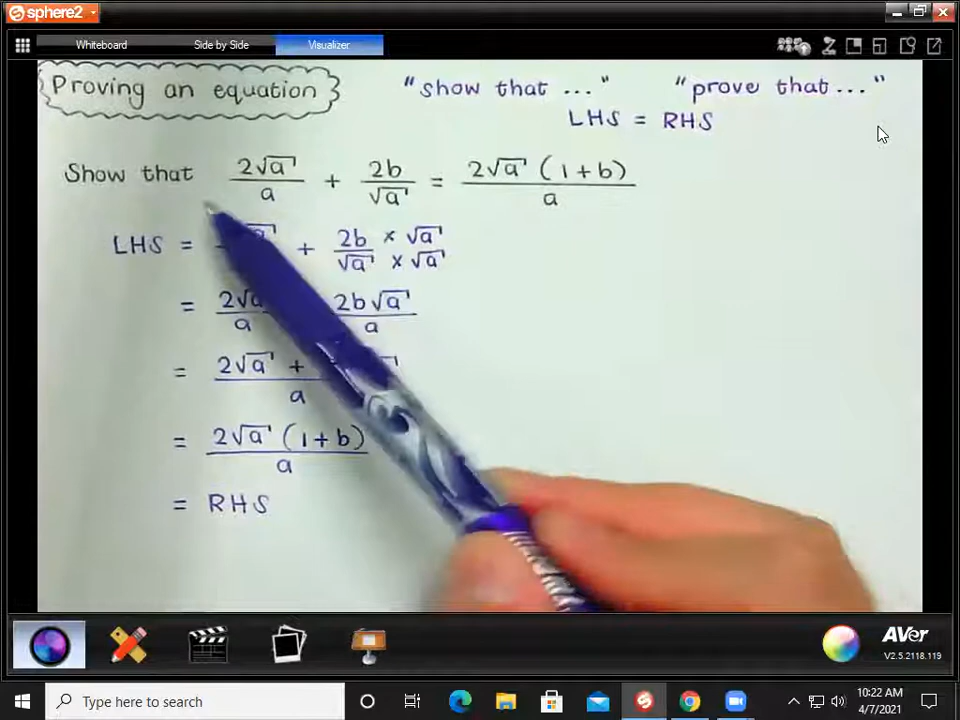 sphere2
Whiteboard Side by Side Visualizer
Proving an equation "show that ..." "prove that ..."
LHS = RHS
Show that 2√a/a + 2b/√a = 2√a (1+b)/a
LHS = + 2b × √a/√a × √a
= 2√a/a 2b√a/a
= 2√a + /a
= 2√a (1+b)/a
= RHS
AVer
V2.5.2118.119
Type here to search
10:22 AM
4/7/2021